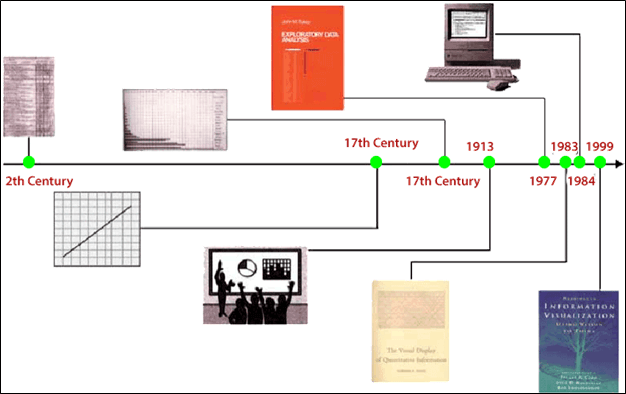 John W. Tukey
EXPLORATORY DATA
ANALYSIS
17th Century
1913
1983
1999
2th Century
17th Century
1977
1984
The Visual Display
of Quantitative Information
READINGS IN
INFORMATION
VISUALIZATION
USING VISION
TO THINK